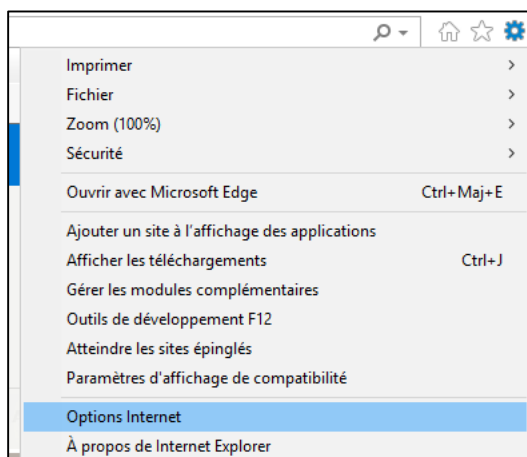 Imprimer
Fichier
Zoom (100%)
Sécurité
Ouvrir avec Microsoft Edge Ctrl+Maj+E
Ajouter un site à l'affichage des applications
Afficher les téléchargements Ctrl+J
Gérer les modules complémentaires
Outils de développement F12
Atteindre les sites épinglés
Paramètres d'affichage de compatibilité
Options Internet
À propos de Internet Explorer